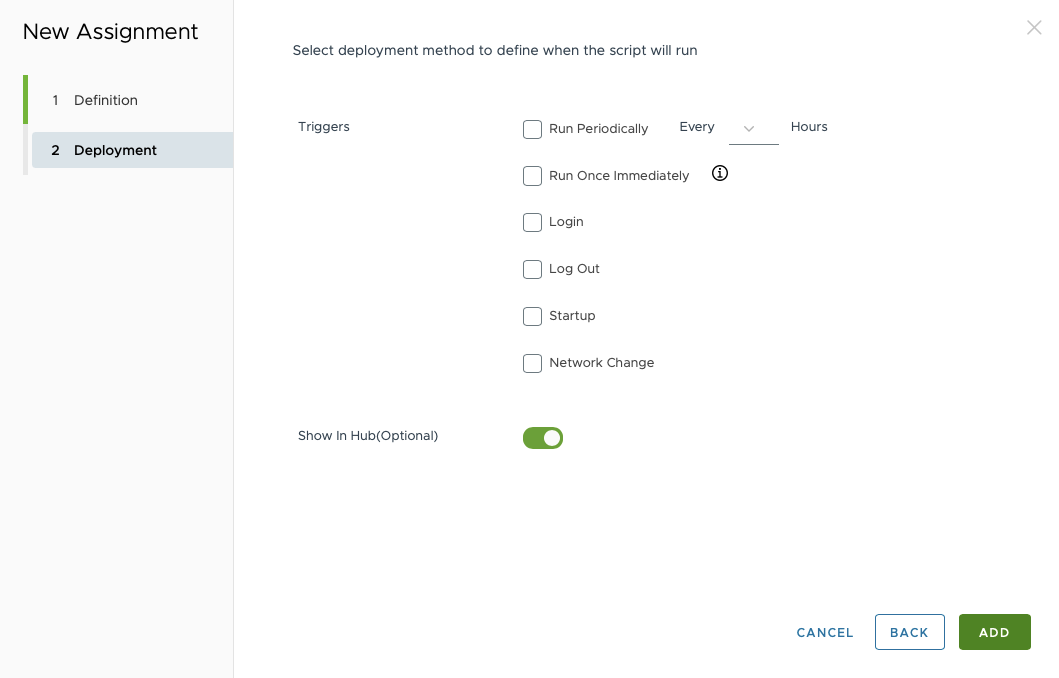 New Assignment
1 Definition
2 Deployment
Select deployment method to define when the script will run
Triggers
Run Periodically Every Hours
Run Once Immediately
Login
Log Out
Startup
Network Change
Show In Hub(Optional)
CANCEL BACK ADD